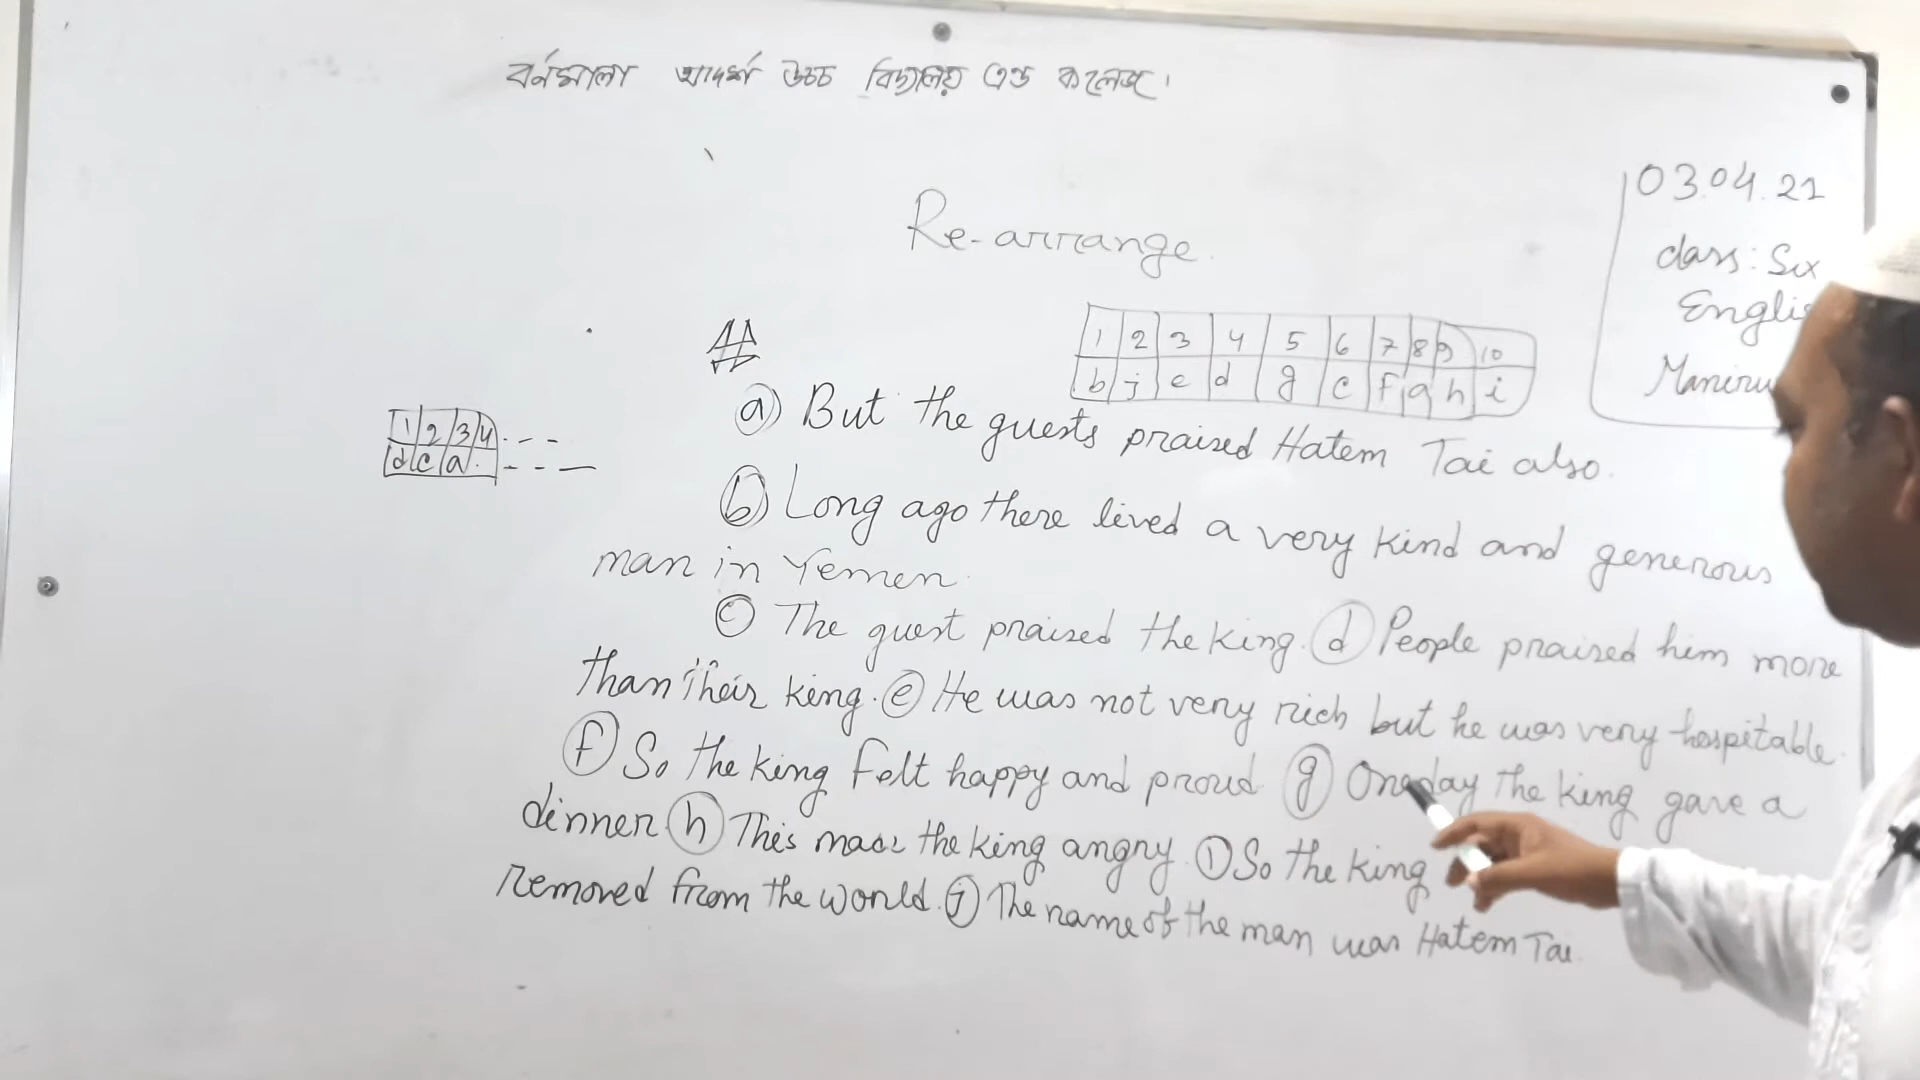 বর্নমালা আদর্শ উচ্চ বিদ্যালয় এন্ড কলেজ।
03.04.21
class: Six
Re-arrange.
1 2 3 4 5 6 7 8 9 10
b j e d g c f a h i
1 2 3 4 - - -
d c a . - - -
(a) But the guests praised Hatem Tai also.
(b) Long ago there lived a very kind and generous
man in Yemen.
(c) The guest praised the king. (d) People praised him more
than their king. (e) He was not very rich but he was very hospitable.
(f) So the king felt happy and proud (g) One day the king gave a
dinner (h) This made the king angry. (i) So the king
removed from the world. (j) The name of the man was Hatem Tai.